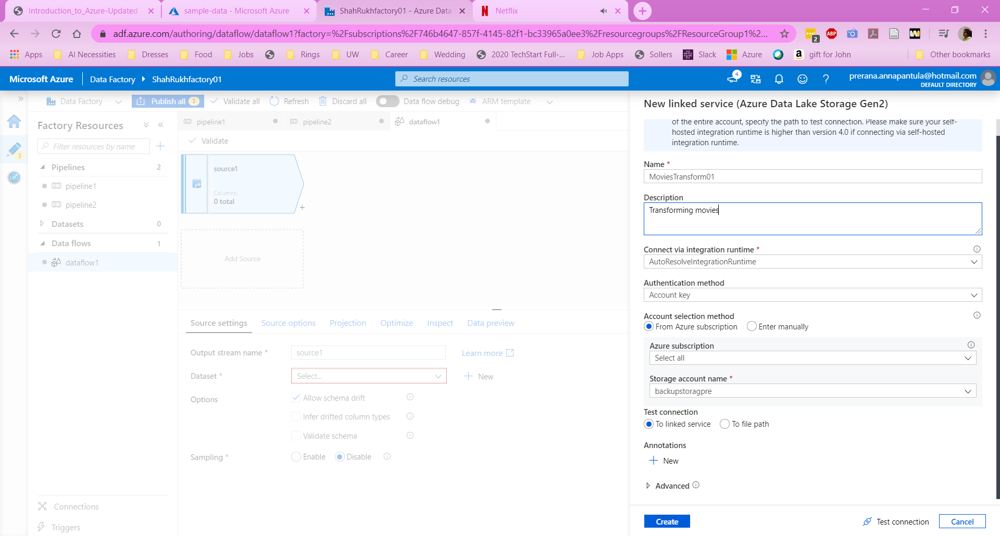 Introduction_to_Azure-Updated
sample-data - Microsoft Azure
ShahRukhfactory01 - Azure Data
Netflix
adf.azure.com/authoring/dataflow/dataflow1?factory=%2Fsubscriptions%2F746b4647-857f-4145-82f1-bc33965a0ee3%2Fresourcegroups%2FResourceGroup1%2...
2
ABP
Apps
AI Necessities
Dresses
Food
Jobs
Rings
UW
Career
Wedding
2020 TechStart Full-...
Job Apps
Sollers
Slack
Azure
gift for John
Other bookmarks
Microsoft Azure
Data Factory
ShahRukhfactory01
Search resources
4
prerana.annapantula@hotmail.com
DEFAULT DIRECTORY
Data Factory
Publish all 3
Validate all
Refresh
Discard all
Data flow debug
ARM template
3
Factory Resources
Filter resources by name
Pipelines 2
pipeline1
pipeline2
Datasets 0
Data flows 1
dataflow1
Connections
Triggers
pipeline1
pipeline2
dataflow1
Validate
source1
Columns:
0 total
+
Add Source
Source settings
Source options
Projection
Optimize
Inspect
Data preview
Output stream name *
source1
Learn more
Dataset *
Select...
New
Options
Allow schema drift
Infer drifted column types
Validate schema
Sampling *
Enable
Disable
New linked service (Azure Data Lake Storage Gen2)
of the entire account, specify the path to test connection. Please make sure your self-
hosted integration runtime is higher than version 4.0 if connecting via self-hosted
integration runtime.
Name *
MoviesTransform01
Description
Transforming movies
Connect via integration runtime *
AutoResolveIntegrationRuntime
Authentication method
Account key
Account selection method
From Azure subscription
Enter manually
Azure subscription
Select all
Storage account name *
backupstoragpre
Test connection
To linked service
To file path
Annotations
New
Advanced
Create
Test connection
Cancel